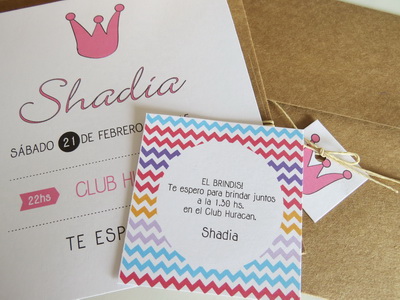 Shadia
SÁBADO 21 DE FEBRERO
22hs CLUB
TE
EL BRINDIS!
Te espero para brindar juntos
a la 1.30 hs.
en el Club Huracan.
Shadia